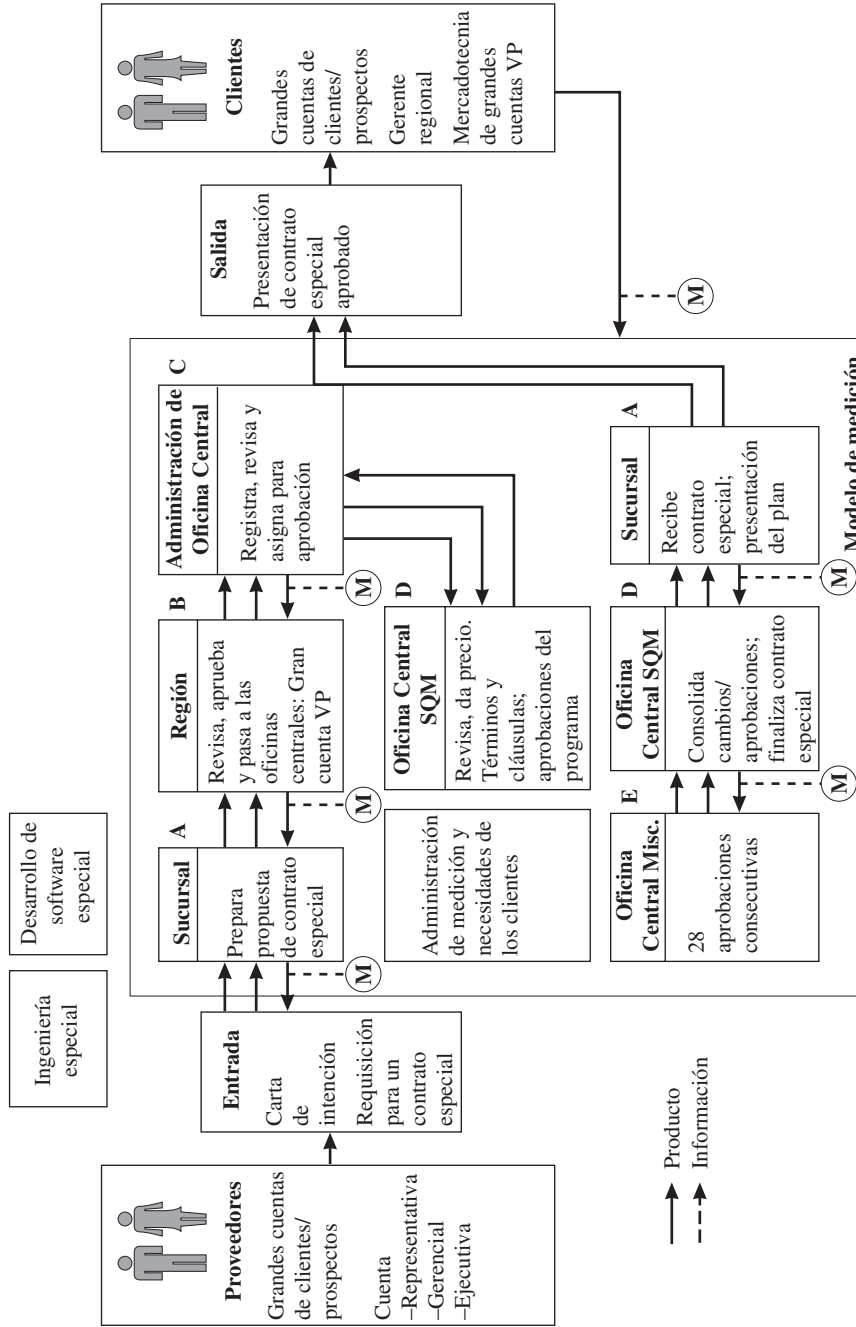 Ingeniería
especial
Desarrollo de
software
especial
Proveedores
Grandes cuentas
de clientes/
prospectos
Cuenta
–Representativa
–Gerencial
–Ejecutiva
Entrada
Carta
de
intención
Requisición
para un
contrato
especial
Sucursal
A
Prepara
propuesta
de contrato
especial
M
Región
B
Revisa, aprueba
y pasa a las
oficinas
centrales: Gran
cuenta VP
M
Administración de
Oficina Central
C
Registra, revisa y
asigna para
aprobación
M
Administración
de medición y
necesidades de
los clientes
Oficina Central
SQM
D
Revisa, da precio.
Términos y
cláusulas;
aprobaciones del
programa
Oficina
Central Misc.
E
28
aprobaciones
consecutivas
M
Oficina
Central SQM
D
Consolida
cambios/
aprobaciones;
finaliza contrato
especial
M
Sucursal
A
Recibe
contrato
especial;
presentación
del plan
Modelo de medición
Salida
Presentación
de contrato
especial
aprobado
Clientes
Grandes
cuentas de
clientes/
prospectos
Gerente
regional
Mercadotecnia
de grandes
cuentas VP
M
Producto
Información